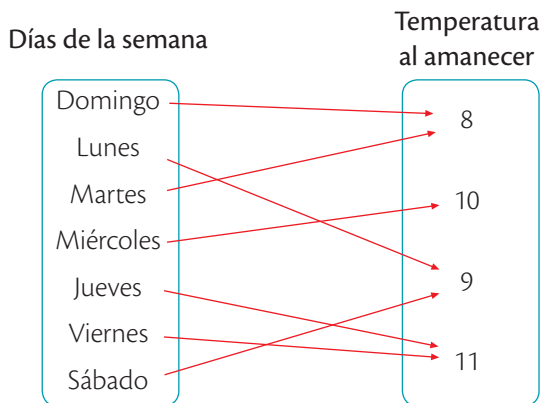 Días de la semana
Temperatura
al amanecer
Domingo
Lunes
Martes
Miércoles
Jueves
Viernes
Sábado
8
10
9
11